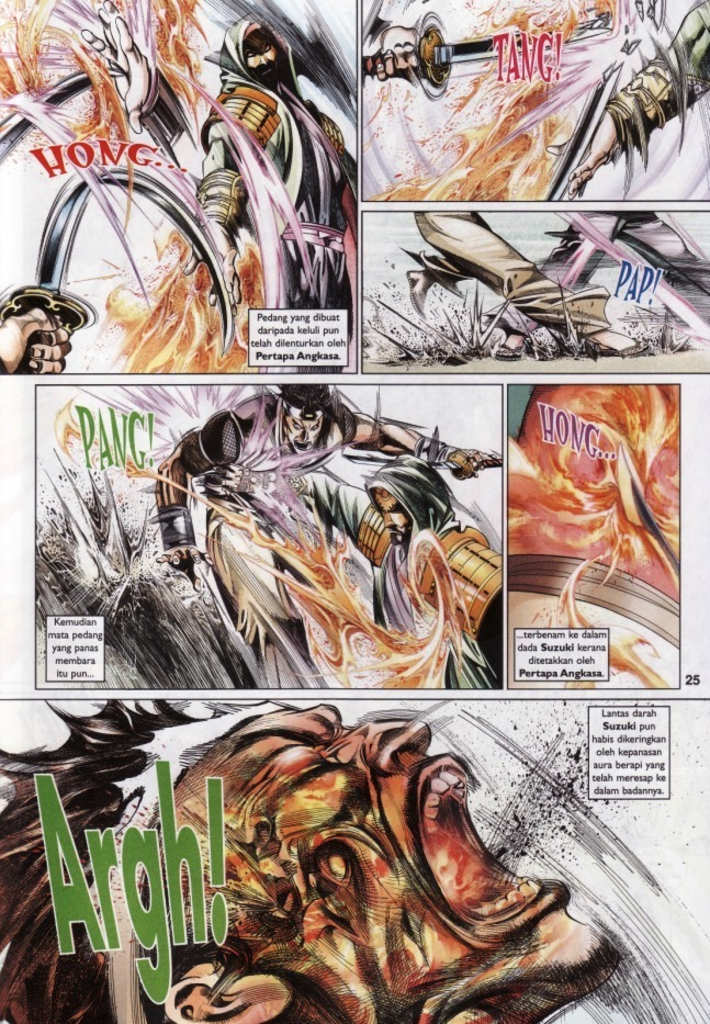 HONG...
Pedang yang dibuat
daripada keluli pun
telah dilenturkan oleh
Pertapa Angkasa.
TANG!
PAP!
PANG!
Kemudian
mata pedang
yang panas
membara
itu pun...
HONG...
...terbenam ke dalam
dada Suzuki kerana
ditetakkan oleh
Pertapa Angkasa.
25
Lantas darah
Suzuki pun
habis dikeringkan
oleh kepanasan
aura berapi yang
telah meresap ke
dalam badannya.
Argh!